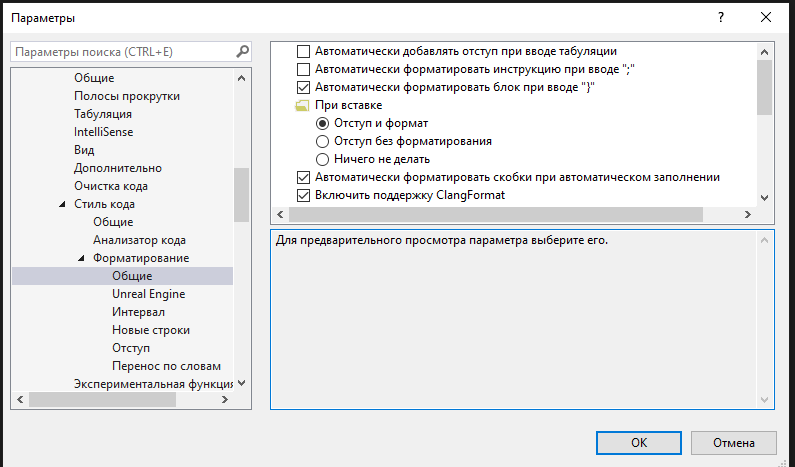 Параметры
?
Параметры поиска (CTRL+E)
Общие
Полосы прокрутки
Табуляция
IntelliSense
Вид
Дополнительно
Очистка кода
Стиль кода
Общие
Анализатор кода
Форматирование
Общие
Unreal Engine
Интервал
Новые строки
Отступ
Перенос по словам
Экспериментальная функция
Автоматически добавлять отступ при вводе табуляции
Автоматически форматировать инструкцию при вводе ";"
Автоматически форматировать блок при вводе "}"
При вставке
Отступ и формат
Отступ без форматирования
Ничего не делать
Автоматически форматировать скобки при автоматическом заполнении
Включить поддержку ClangFormat
Для предварительного просмотра параметра выберите его.
ОК
Отмена